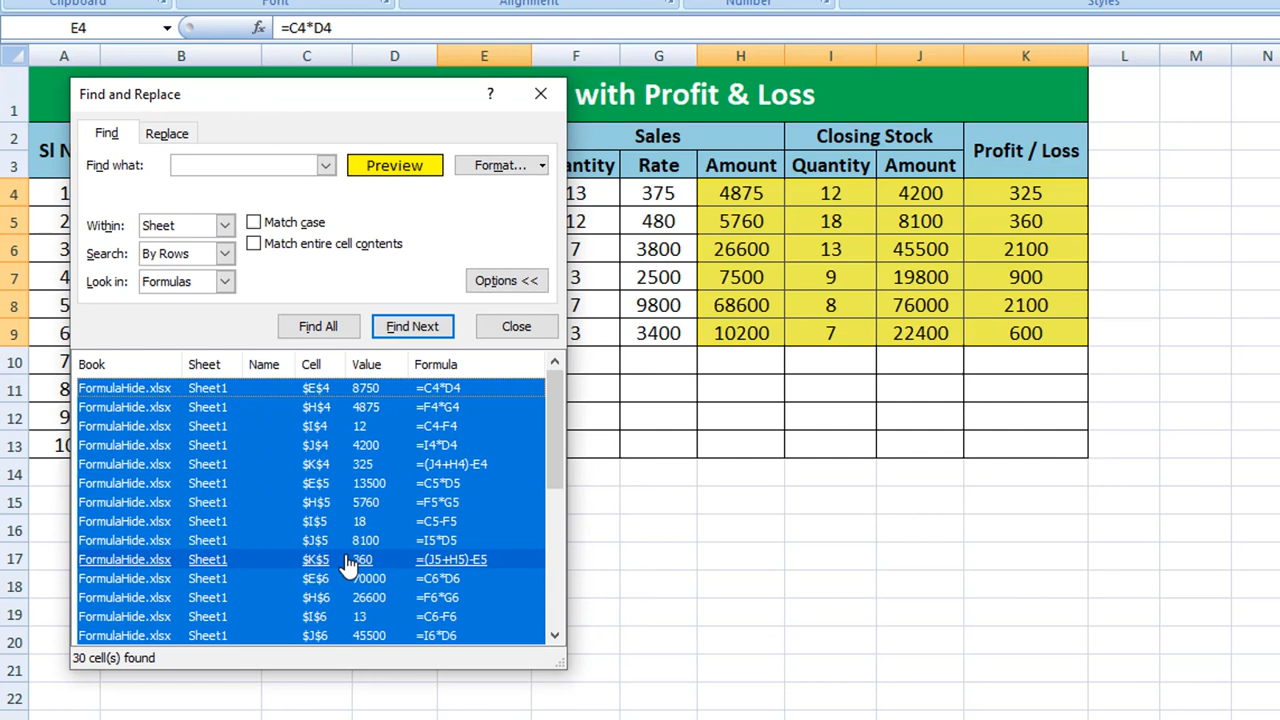 Clipboard Font Alignment Number Styles
E4 fx =C4*D4
A B C D E F G H I J K L M N
1 with Profit & Loss
2 Sl N Sales Closing Stock Profit / Loss
3 antity Rate Amount Quantity Amount
4 1 13 375 4875 12 4200 325
5 2 12 480 5760 18 8100 360
6 3 7 3800 26600 13 45500 2100
7 4 3 2500 7500 9 19800 900
8 5 7 9800 68600 8 76000 2100
9 6 3 3400 10200 7 22400 600
10 7
11 8
12 9
13 10
14
15
16
17
18
19
20
21
22
Find and Replace ? ×
Find Replace
Find what: Preview Format...
Within: Sheet Match case
Search: By Rows Match entire cell contents
Look in: Formulas Options <<
Find All Find Next Close
Book Sheet Name Cell Value Formula
FormulaHide.xlsx Sheet1 $E$4 8750 =C4*D4
FormulaHide.xlsx Sheet1 $H$4 4875 =F4*G4
FormulaHide.xlsx Sheet1 $I$4 12 =C4-F4
FormulaHide.xlsx Sheet1 $J$4 4200 =I4*D4
FormulaHide.xlsx Sheet1 $K$4 325 =(J4+H4)-E4
FormulaHide.xlsx Sheet1 $E$5 13500 =C5*D5
FormulaHide.xlsx Sheet1 $H$5 5760 =F5*G5
FormulaHide.xlsx Sheet1 $I$5 18 =C5-F5
FormulaHide.xlsx Sheet1 $J$5 8100 =I5*D5
FormulaHide.xlsx Sheet1 $K$5 360 =(J5+H5)-E5
FormulaHide.xlsx Sheet1 $E$6 70000 =C6*D6
FormulaHide.xlsx Sheet1 $H$6 26600 =F6*G6
FormulaHide.xlsx Sheet1 $I$6 13 =C6-F6
FormulaHide.xlsx Sheet1 $J$6 45500 =I6*D6
30 cell(s) found